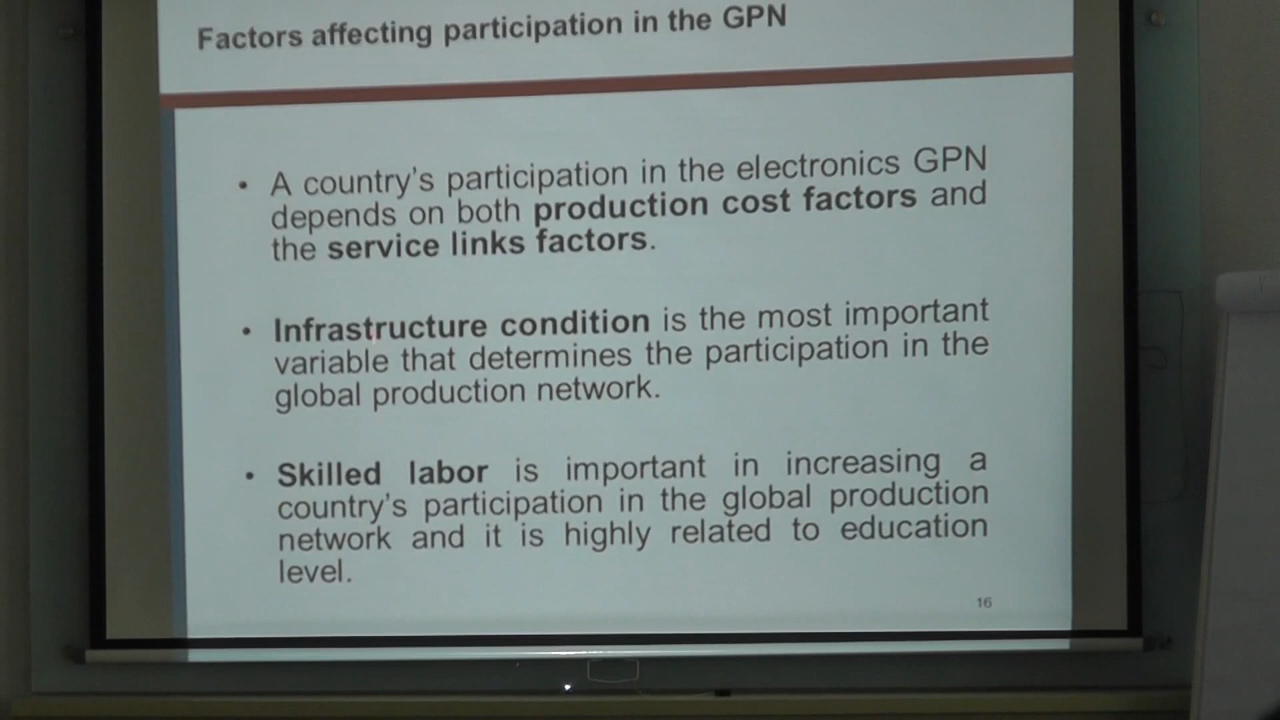 Factors affecting participation in the GPN
• A country's participation in the electronics GPN
depends on both production cost factors and
the service links factors.
• Infrastructure condition is the most important
variable that determines the participation in the
global production network.
• Skilled labor is important in increasing a
country's participation in the global production
network and it is highly related to education
level.
16